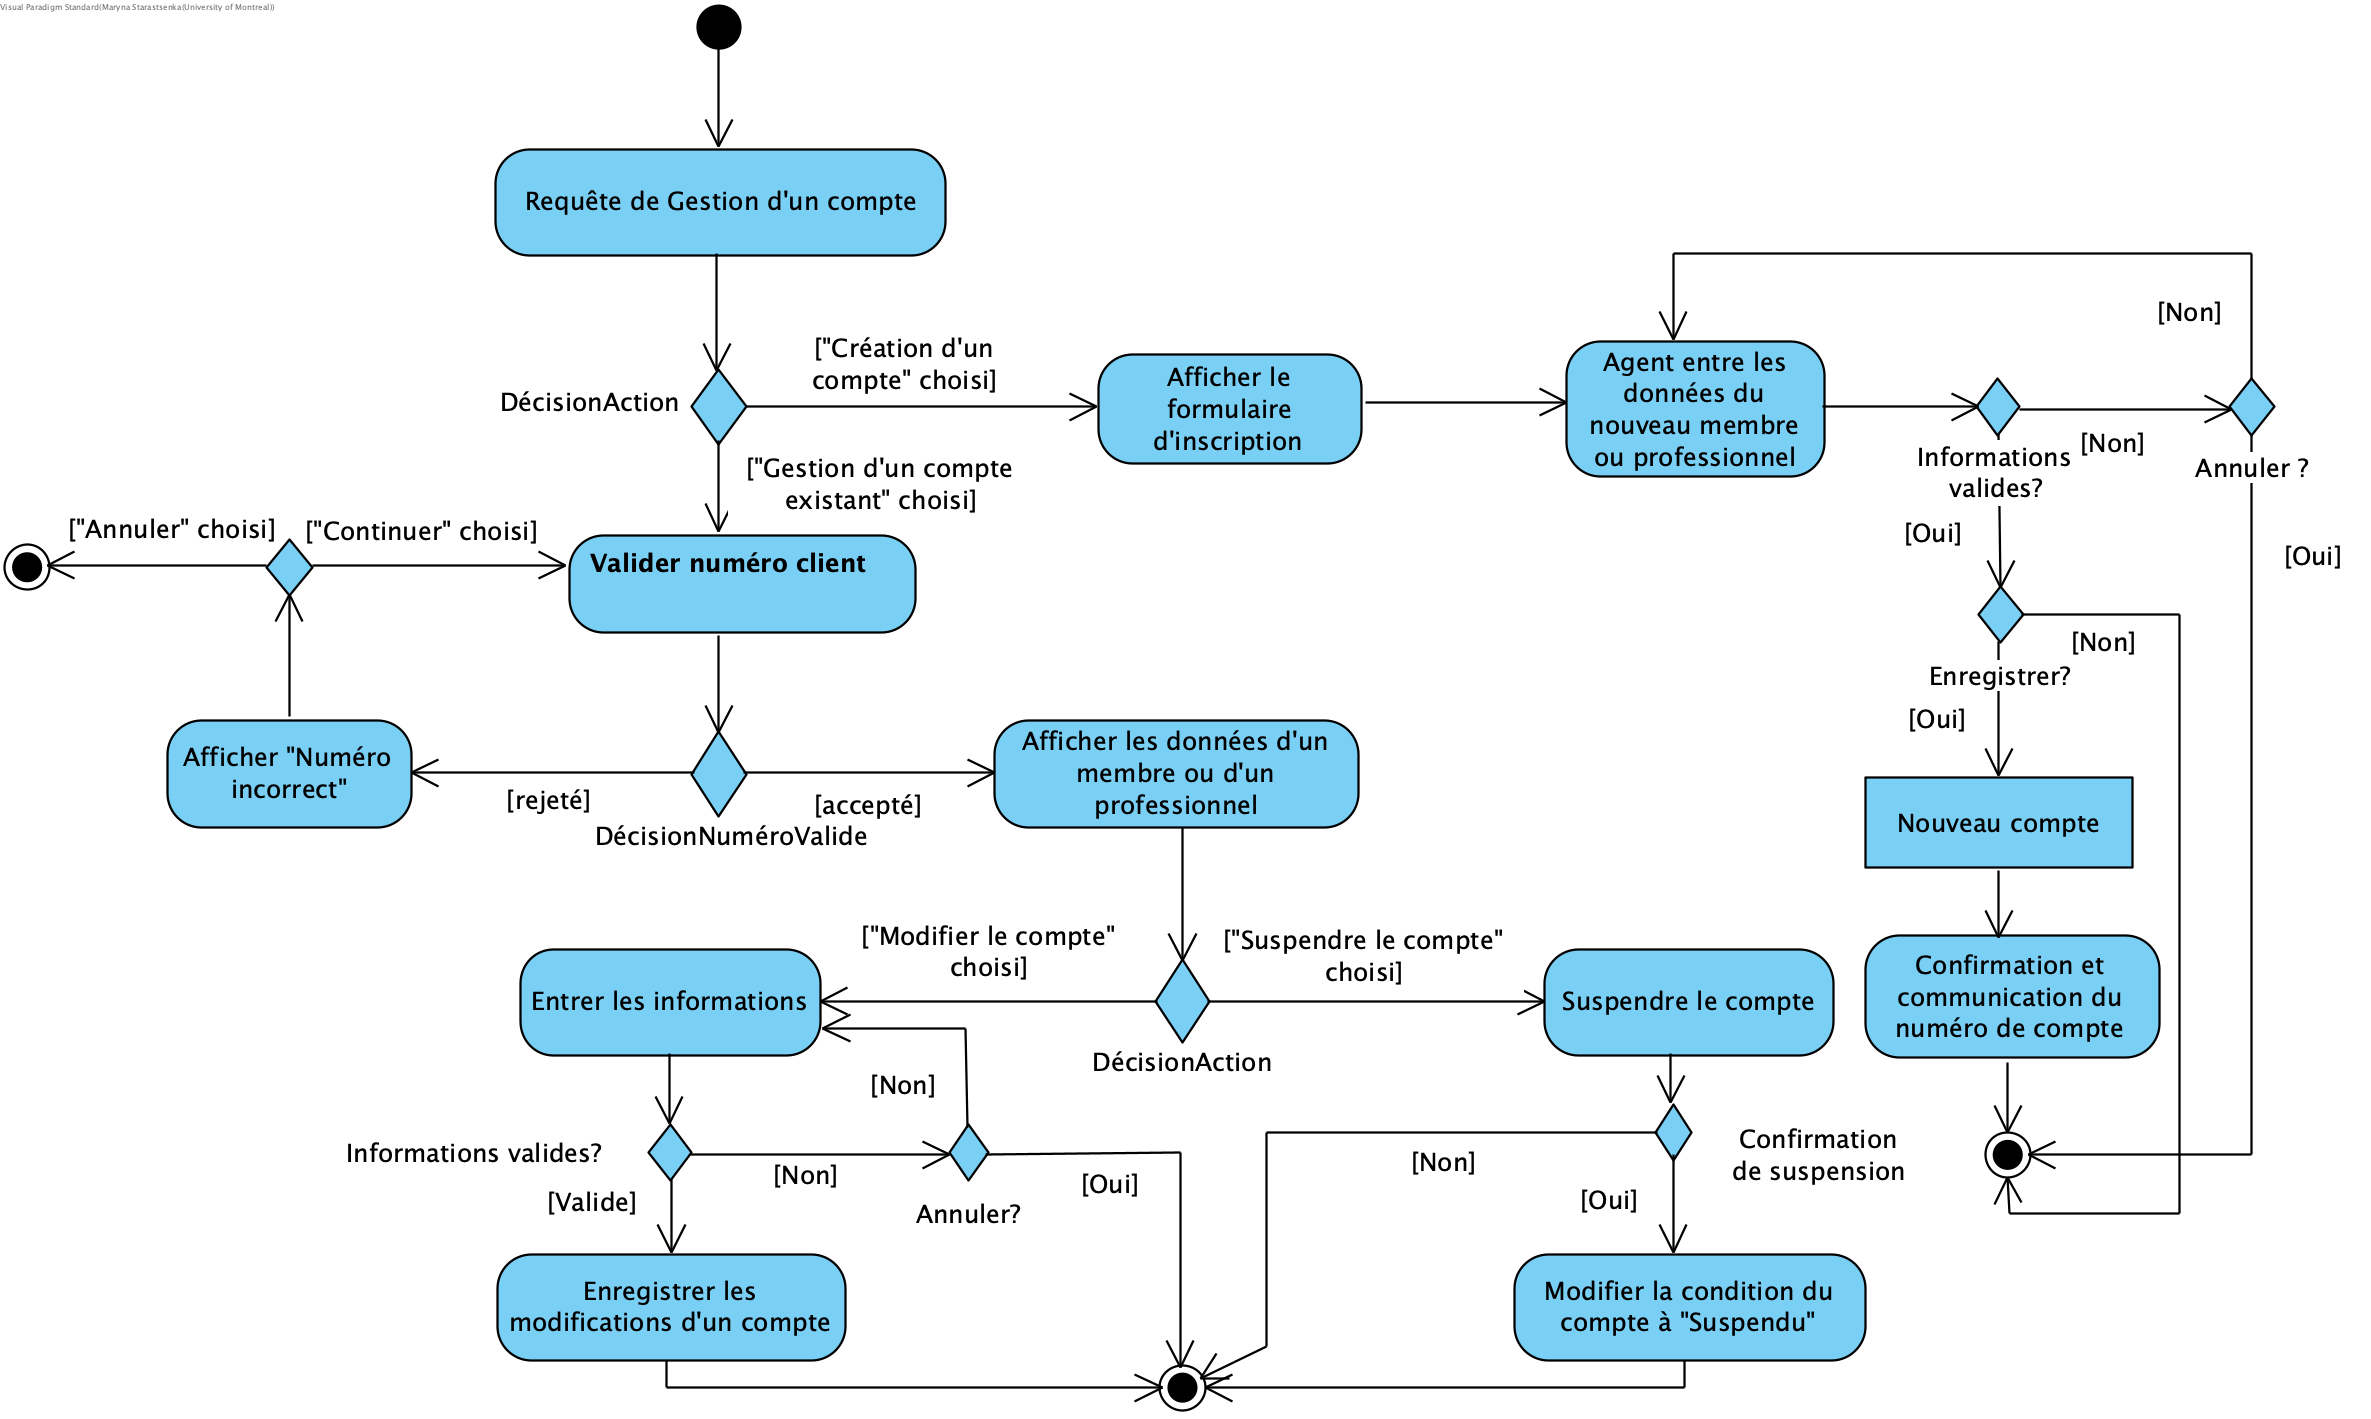 Visual Paradigm Standard(Maryna Starastsenka(University of Montreal))
Requête de Gestion d'un compte
DécisionAction
["Création d'un
compte" choisi]
Afficher le
formulaire
d'inscription
Agent entre les
données du
nouveau membre
ou professionnel
[Non]
Informations
valides?
[Non]
Annuler ?
[Oui]
[Oui]
["Gestion d'un compte
existant" choisi]
["Annuler" choisi]
["Continuer" choisi]
Valider numéro client
[Non]
Enregistrer?
[Oui]
Afficher "Numéro
incorrect"
[rejeté]
[accepté]
DécisionNuméroValide
Afficher les données d'un
membre ou d'un
professionnel
Nouveau compte
["Modifier le compte"
choisi]
["Suspendre le compte"
choisi]
Entrer les informations
DécisionAction
Suspendre le compte
Confirmation et
communication du
numéro de compte
[Non]
Informations valides?
[Non]
[Valide]
Annuler?
[Oui]
[Non]
Confirmation
de suspension
[Oui]
Enregistrer les
modifications d'un compte
Modifier la condition du
compte à "Suspendu"